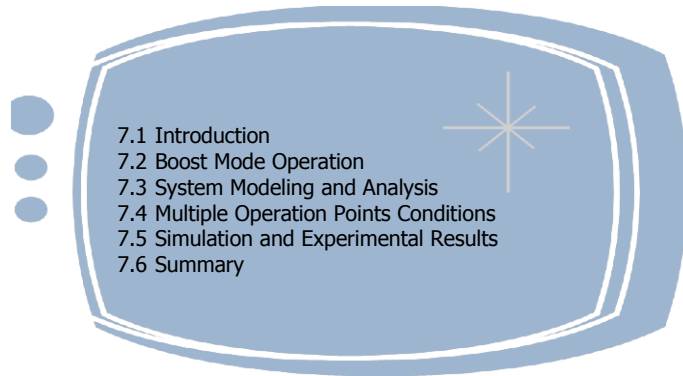 7.1 Introduction
7.2 Boost Mode Operation
7.3 System Modeling and Analysis
7.4 Multiple Operation Points Conditions
7.5 Simulation and Experimental Results
7.6 Summary